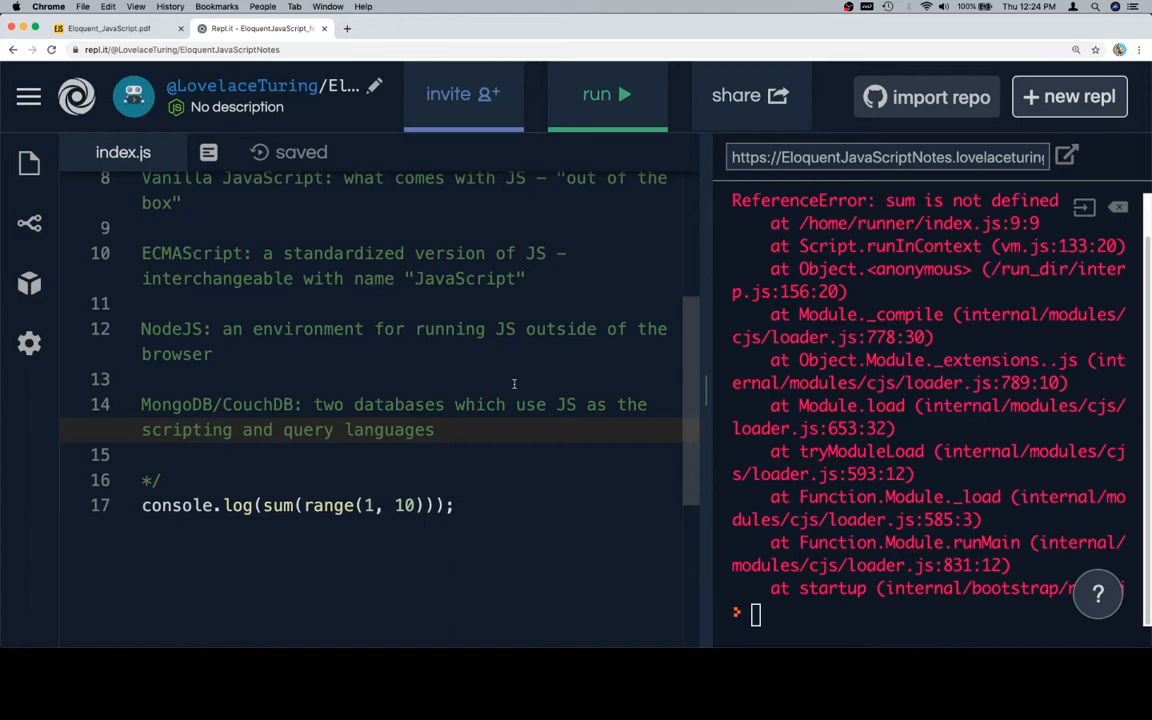 Chrome File Edit View History Bookmarks People Tab Window Help 100% Thu 12:24 PM
Eloquent_JavaScript.pdf × Repl.it - EloquentJavaScript_N × +
repl.it/@LovelaceTuring/EloquentJavaScriptNotes
@LovelaceTuring/Elo...
No description
invite
run
share
import repo
+ new repl
index.js
saved
https://EloquentJavaScriptNotes.lovelaceturing
8 Vanilla JavaScript: what comes with JS - "out of the
box"
9
10 ECMAScript: a standardized version of JS -
interchangeable with name "JavaScript"
11
12 NodeJS: an environment for running JS outside of the
browser
13
14 MongoDB/CouchDB: two databases which use JS as the
scripting and query languages
15
16 */
17 console.log(sum(range(1, 10)));
ReferenceError: sum is not defined
at /home/runner/index.js:9:9
at Script.runInContext (vm.js:133:20)
at Object.<anonymous> (/run_dir/inter
p.js:156:20)
at Module._compile (internal/modules/
cjs/loader.js:778:30)
at Object.Module._extensions..js (int
ernal/modules/cjs/loader.js:789:10)
at Module.load (internal/modules/cjs/
loader.js:653:32)
at tryModuleLoad (internal/modules/cj
s/loader.js:593:12)
at Function.Module._load (internal/mo
dules/cjs/loader.js:585:3)
at Function.Module.runMain (internal/
modules/cjs/loader.js:831:12)
at startup (internal/bootstrap/
?